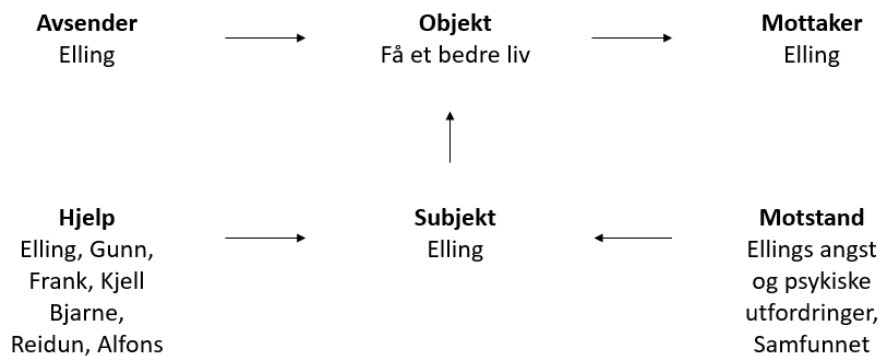 Avsender
Elling
Objekt
Få et bedre liv
Mottaker
Elling
Hjelp
Elling, Gunn,
Frank, Kjell
Bjarne,
Reidun, Alfons
Subjekt
Elling
Motstand
Ellings angst
og psykiske
utfordringer,
Samfunnet